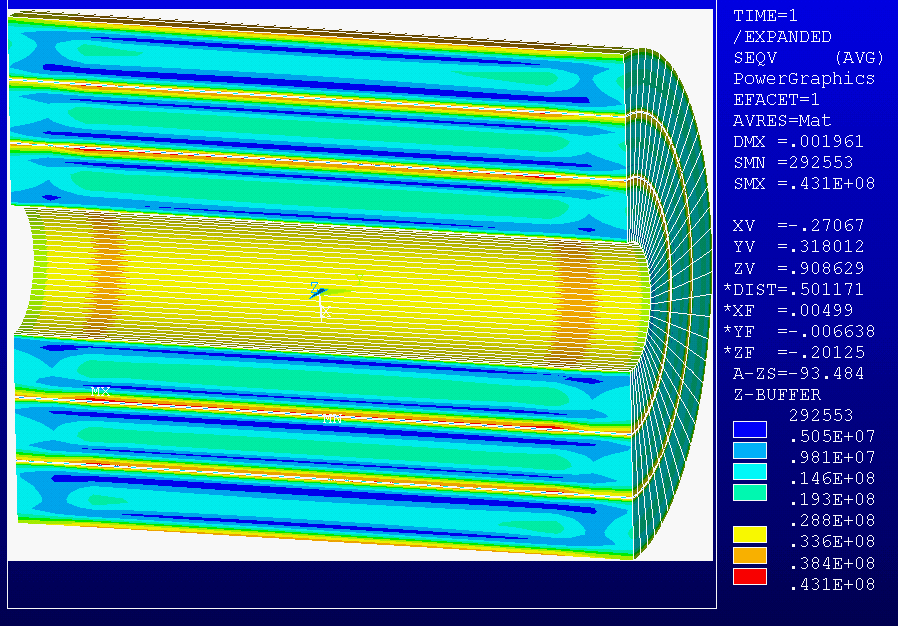 TIME=1
/EXPANDED
SEQV (AVG)
PowerGraphics
EFACET=1
AVRES=Mat
DMX =.001961
SMN =292553
SMX =.431E+08
XV =-.27067
YV =.318012
ZV =.908629
*DIST=.501171
*XF =.00499
*YF =-.006638
*ZF =-.20125
A-ZS=-93.484
Z-BUFFER
292553
.505E+07
.981E+07
.146E+08
.193E+08
.288E+08
.336E+08
.384E+08
.431E+08
Z
MX
MN